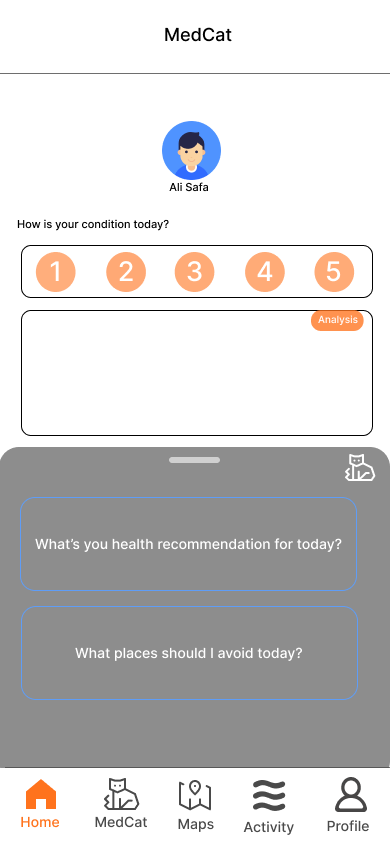 MedCat
Ali Safa
How is your condition today?
1 2 3 4 5
Analysis
What's you health recommendation for today?
What places should I avoid today?
Home MedCat Maps Activity Profile